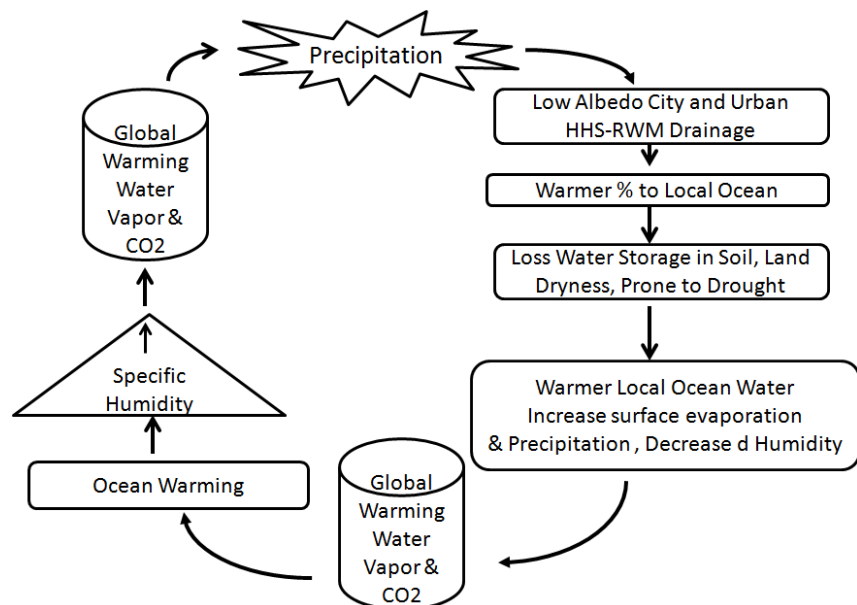 Precipitation
Low Albedo City and Urban
HHS-RWM Drainage
Warmer % to Local Ocean
Loss Water Storage in Soil, Land
Dryness, Prone to Drought
Warmer Local Ocean Water
Increase surface evaporation
& Precipitation , Decrease d Humidity
Global
Warming
Water
Vapor &
CO2
Ocean Warming
Specific
Humidity
Global
Warming
Water
Vapor &
CO2